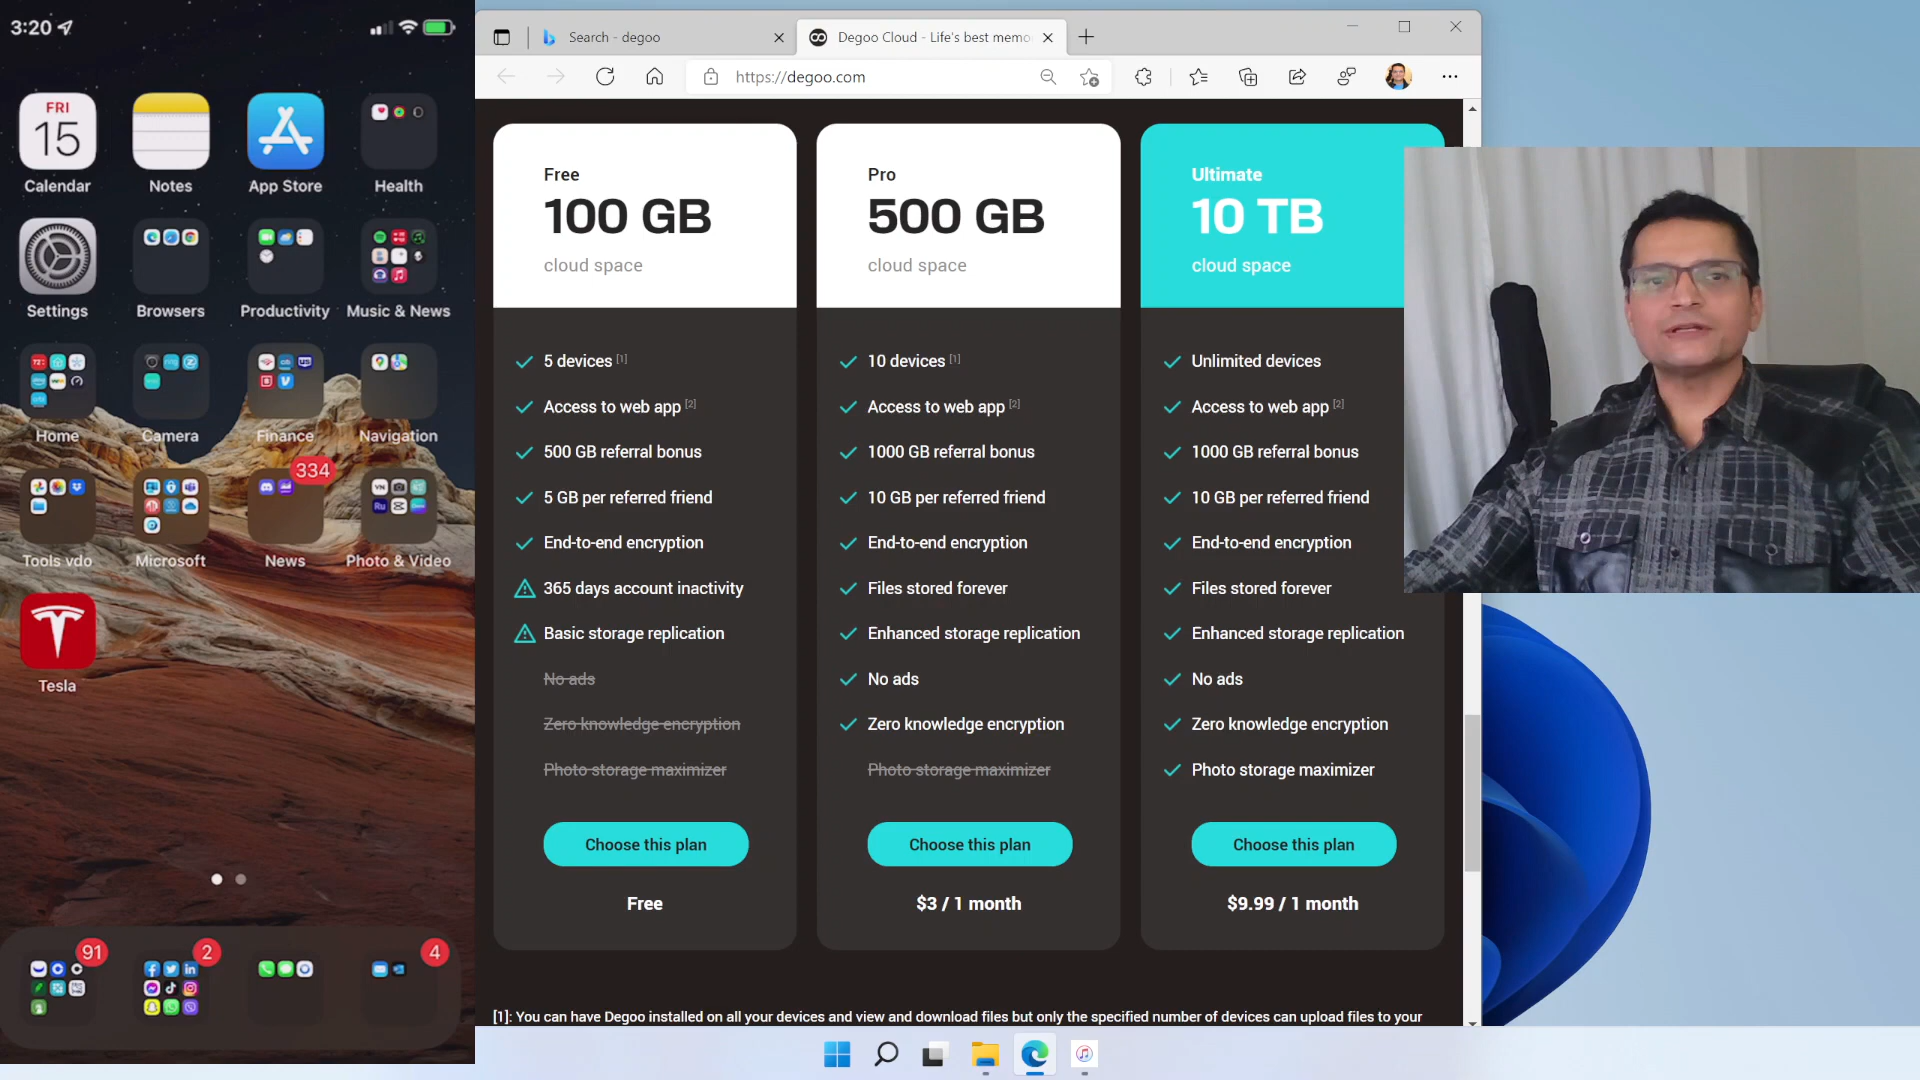 3:20
FRI
15
Calendar
Notes
App Store
Health
Settings
Browsers
Productivity
Music & News
Home
Camera
Finance
Navigation
334
Tools vdo
Microsoft
News
Photo & Video
Tesla
91
2
4
Search - degoo
Degoo Cloud - Life's best memo
https://degoo.com
Free
100 GB
cloud space
5 devices [1]
Access to web app [2]
500 GB referral bonus
5 GB per referred friend
End-to-end encryption
365 days account inactivity
Basic storage replication
No ads
Zero knowledge encryption
Photo storage maximizer
Choose this plan
Free
Pro
500 GB
cloud space
10 devices [1]
Access to web app [2]
1000 GB referral bonus
10 GB per referred friend
End-to-end encryption
Files stored forever
Enhanced storage replication
No ads
Zero knowledge encryption
Photo storage maximizer
Choose this plan
$3 / 1 month
Ultimate
10 TB
cloud space
Unlimited devices
Access to web app [2]
1000 GB referral bonus
10 GB per referred friend
End-to-end encryption
Files stored forever
Enhanced storage replication
No ads
Zero knowledge encryption
Photo storage maximizer
Choose this plan
$9.99 / 1 month
[1]: You can have Degoo installed on all your devices and view and download files but only the specified number of devices can upload files to your